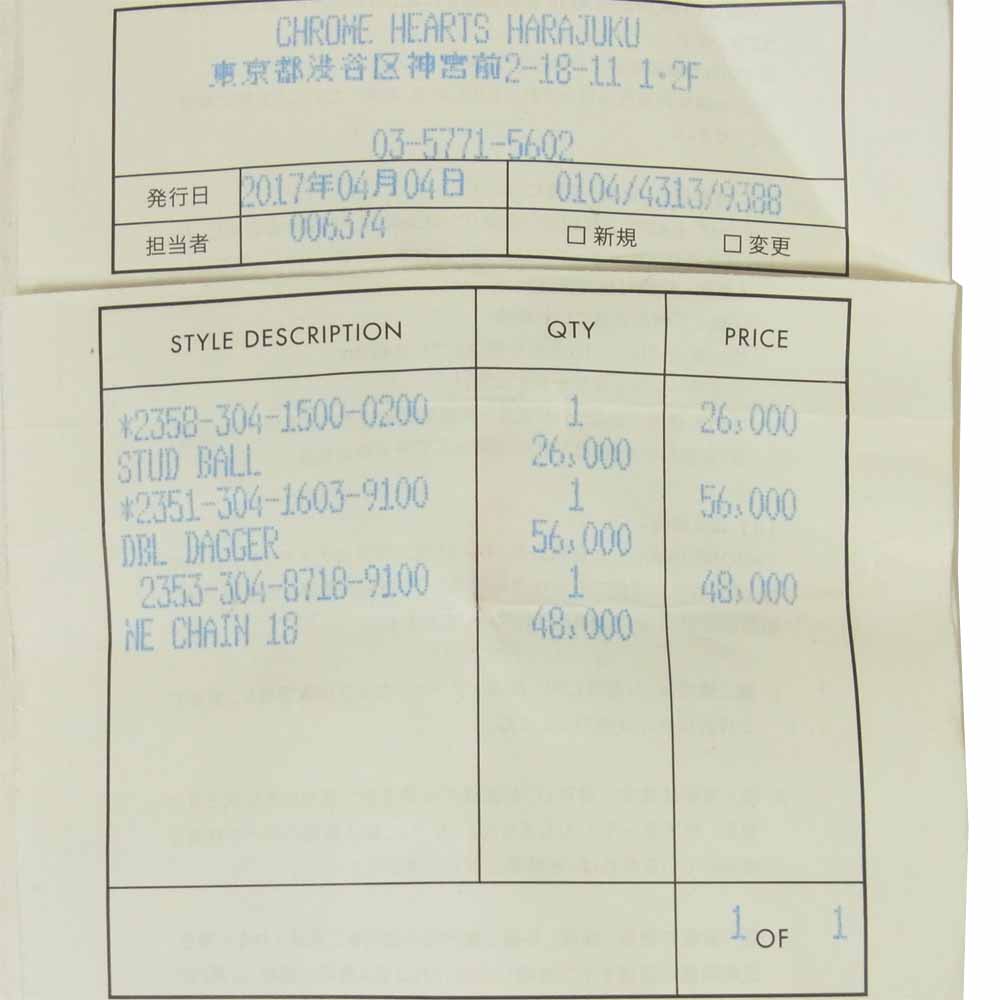 CHROME HEARTS HARAJUKU
東京都渋谷区神宮前2-18-11 1・2F
03-5771-5602
発行日 2017年04月04日 0104/4313/9388
担当者 006374 □ 新規 □ 変更
STYLE DESCRIPTION QTY PRICE
*2358-304-1500-0200 1 26,000
STUD BALL 26,000
*2351-304-1603-9100 1 56,000
DBL DAGGER 56,000
2353-304-8718-9100 1 48,000
NE CHAIN 18 48,000
1 OF 1